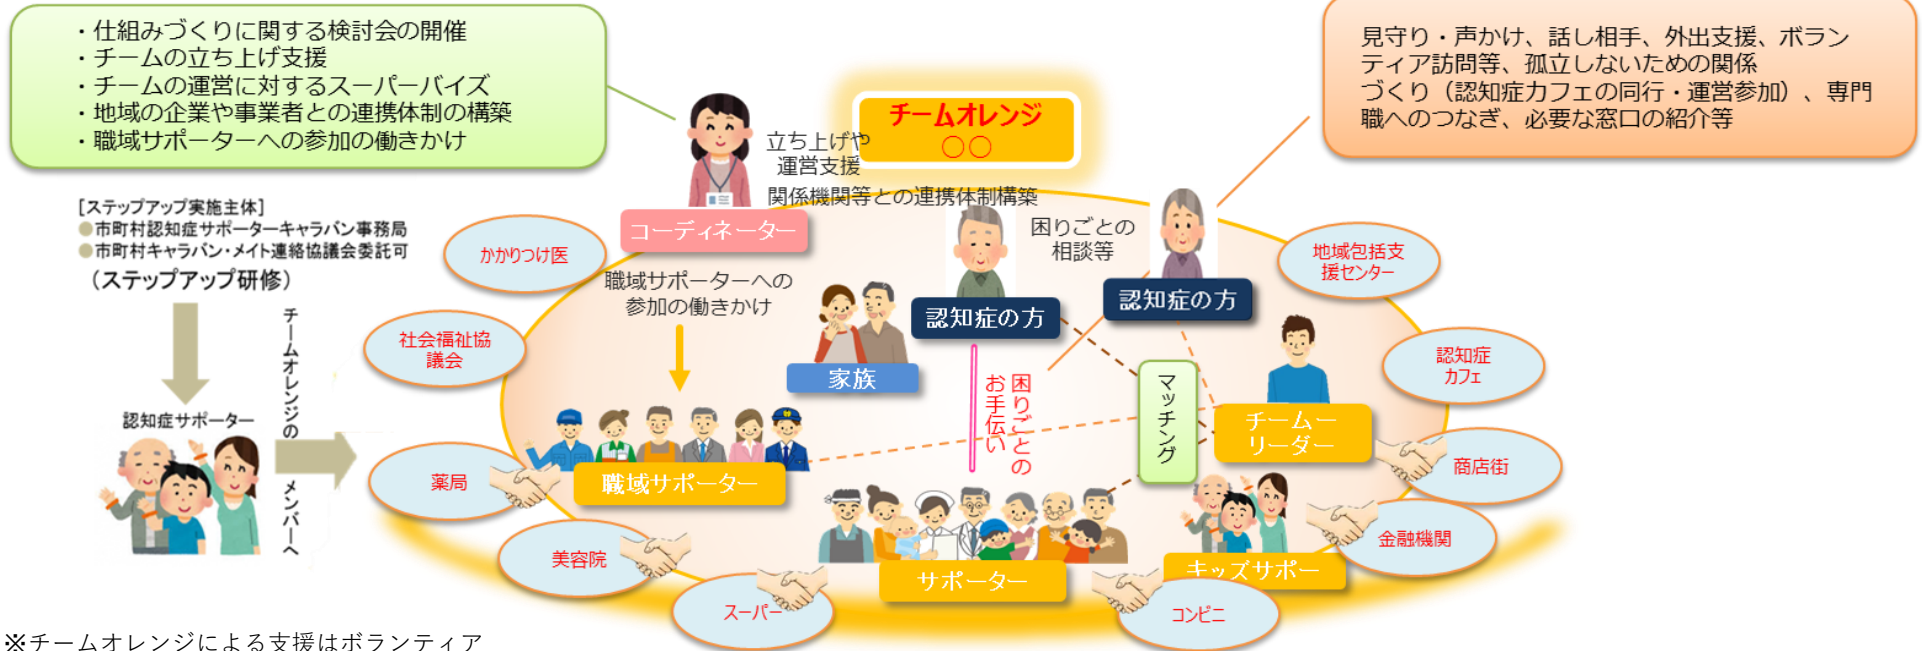 ・仕組みづくりに関する検討会の開催
・チームの立ち上げ支援
・チームの運営に対するスーパーバイズ
・地域の企業や事業者との連携体制の構築
・職域サポーターへの参加の働きかけ
見守り・声かけ、話し相手、外出支援、ボラン
ティア訪問等、孤立しないための関係
づくり（認知症カフェの同行・運営参加）、専門
職へのつなぎ、必要な窓口の紹介等
チームオレンジ
○○
立ち上げや
運営支援
関係機関等との連携体制構築
コーディネーター
[ステップアップ実施主体]
●市町村認知症サポーターキャラバン事務局
●市町村キャラバン・メイト連絡協議会委託可
（ステップアップ研修）
チームオレンジの
メンバーへ
認知症サポーター
かかりつけ医
社会福祉協
議会
薬局
美容院
スーパー
コンビニ
金融機関
商店街
認知症
カフェ
地域包括支
援センター
職域サポーターへの
参加の働きかけ
困りごとの
相談等
認知症の方
認知症の方
家族
困りごとの
お手伝い
マッチング
チームー
リーダー
職域サポーター
サポーター
キッズサポー
※チームオレンジによる支援はボランティア